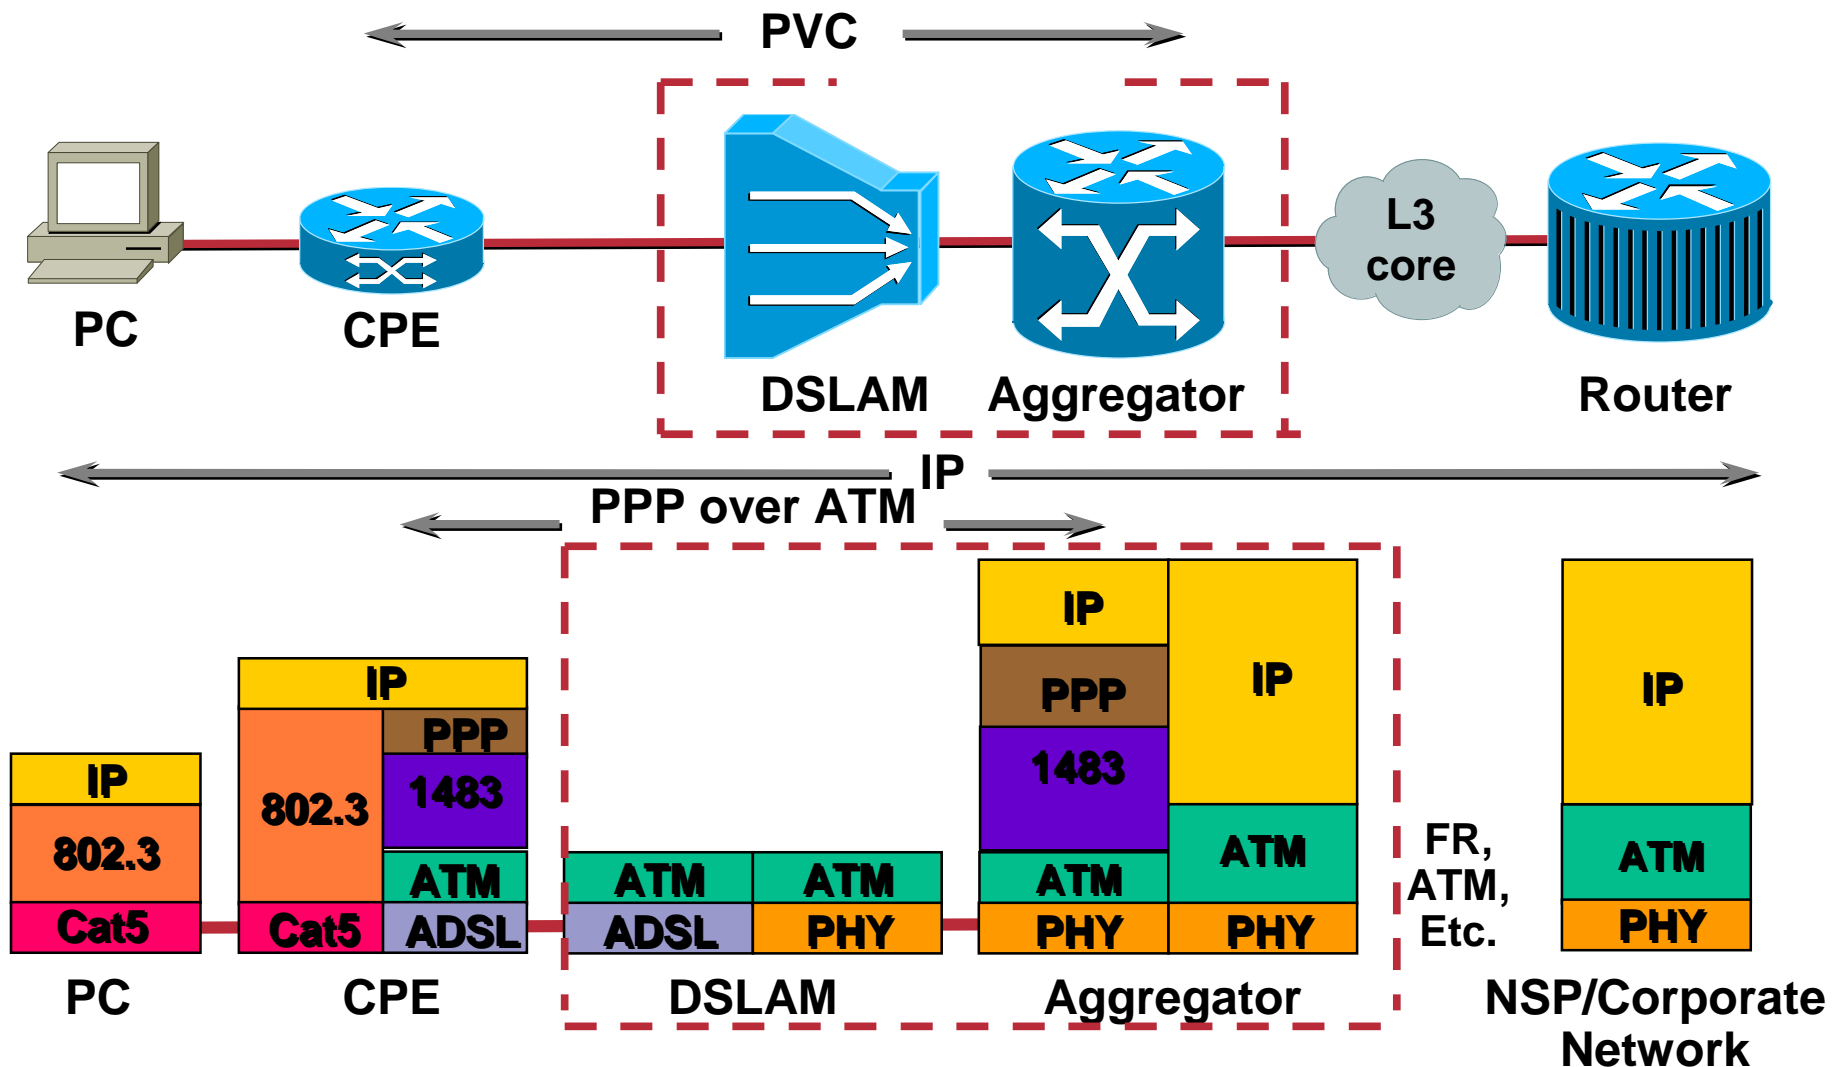 PVC
L3
core
PC
CPE
DSLAM
Aggregator
Router
IP
PPP over ATM
IP
802.3
Cat5
IP
802.3
PPP
1483
ATM
Cat5
ADSL
ATM
ATM
ADSL
PHY
IP
PPP
1483
ATM
PHY
IP
ATM
PHY
FR,
ATM,
Etc.
IP
ATM
PHY
PC
CPE
DSLAM
Aggregator
NSP/Corporate
Network